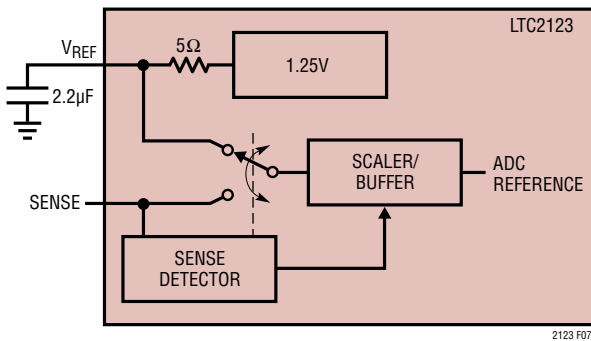 LTC2123
VREF
5Ω
1.25V
2.2µF
SCALER/
BUFFER
ADC
REFERENCE
SENSE
SENSE
DETECTOR
2123 F07